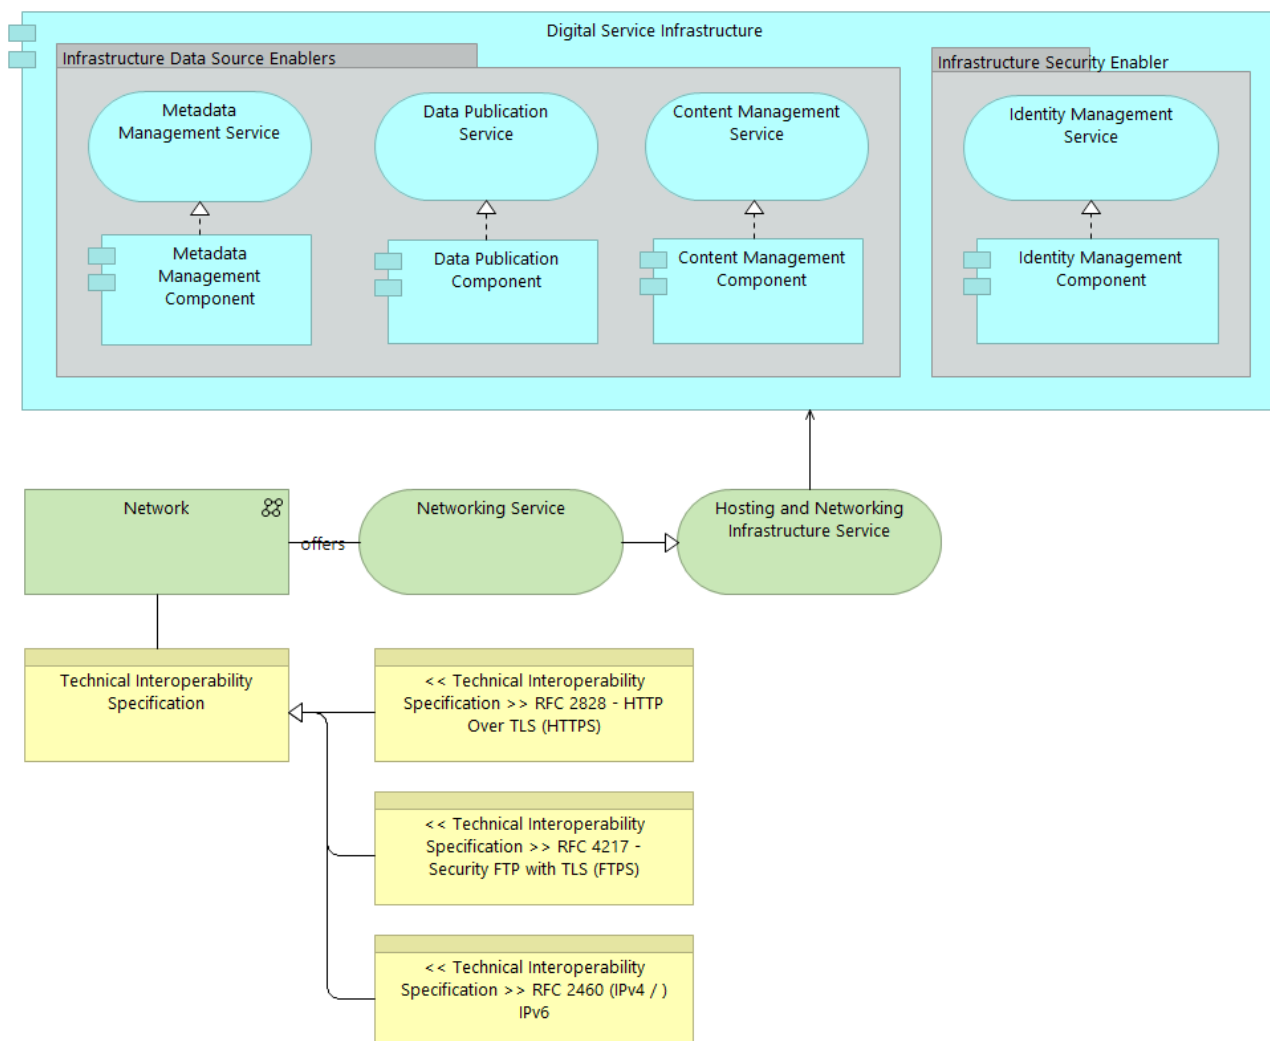 Digital Service Infrastructure
Infrastructure Data Source Enablers
Infrastructure Security Enabler
Metadata
Management Service
Data Publication
Service
Content Management
Service
Identity Management
Service
Metadata
Management
Component
Data Publication
Component
Content Management
Component
Identity Management
Component
Network
offers
Networking Service
Hosting and Networking
Infrastructure Service
Technical Interoperability
Specification
<< Technical Interoperability
Specification >> RFC 2828 - HTTP
Over TLS (HTTPS)
<< Technical Interoperability
Specification >> RFC 4217 -
Security FTP with TLS (FTPS)
<< Technical Interoperability
Specification >> RFC 2460 (IPv4 / )
IPv6